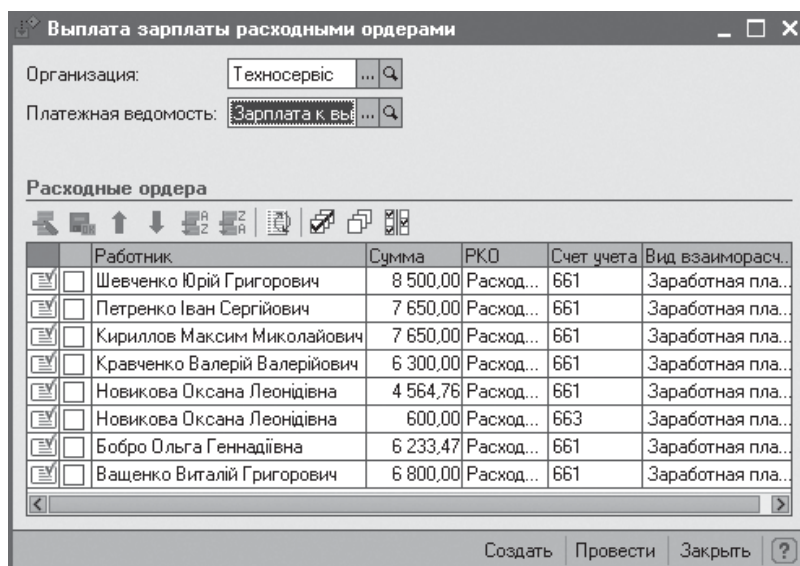 Выплата зарплаты расходными ордерами
Организация: Техносервіс ...
Платежная ведомость: Зарплата к вы ...
Расходные ордера
Работник Сумма РКО Счет учета Вид взаиморасч..
Шевченко Юрій Григорович 8 500,00 Расход... 661 Заработная пла...
Петренко Іван Сергійович 7 650,00 Расход... 661 Заработная пла...
Кириллов Максим Миколайович 7 650,00 Расход... 661 Заработная пла...
Кравченко Валерій Валерійович 6 300,00 Расход... 661 Заработная пла...
Новикова Оксана Леонідівна 4 564,76 Расход... 661 Заработная пла...
Новикова Оксана Леонідівна 600,00 Расход... 663 Заработная пла...
Бобро Ольга Геннадіївна 6 233,47 Расход... 661 Заработная пла...
Ващенко Виталій Григорович 6 800,00 Расход... 661 Заработная пла...
Создать Провести Закрыть ?